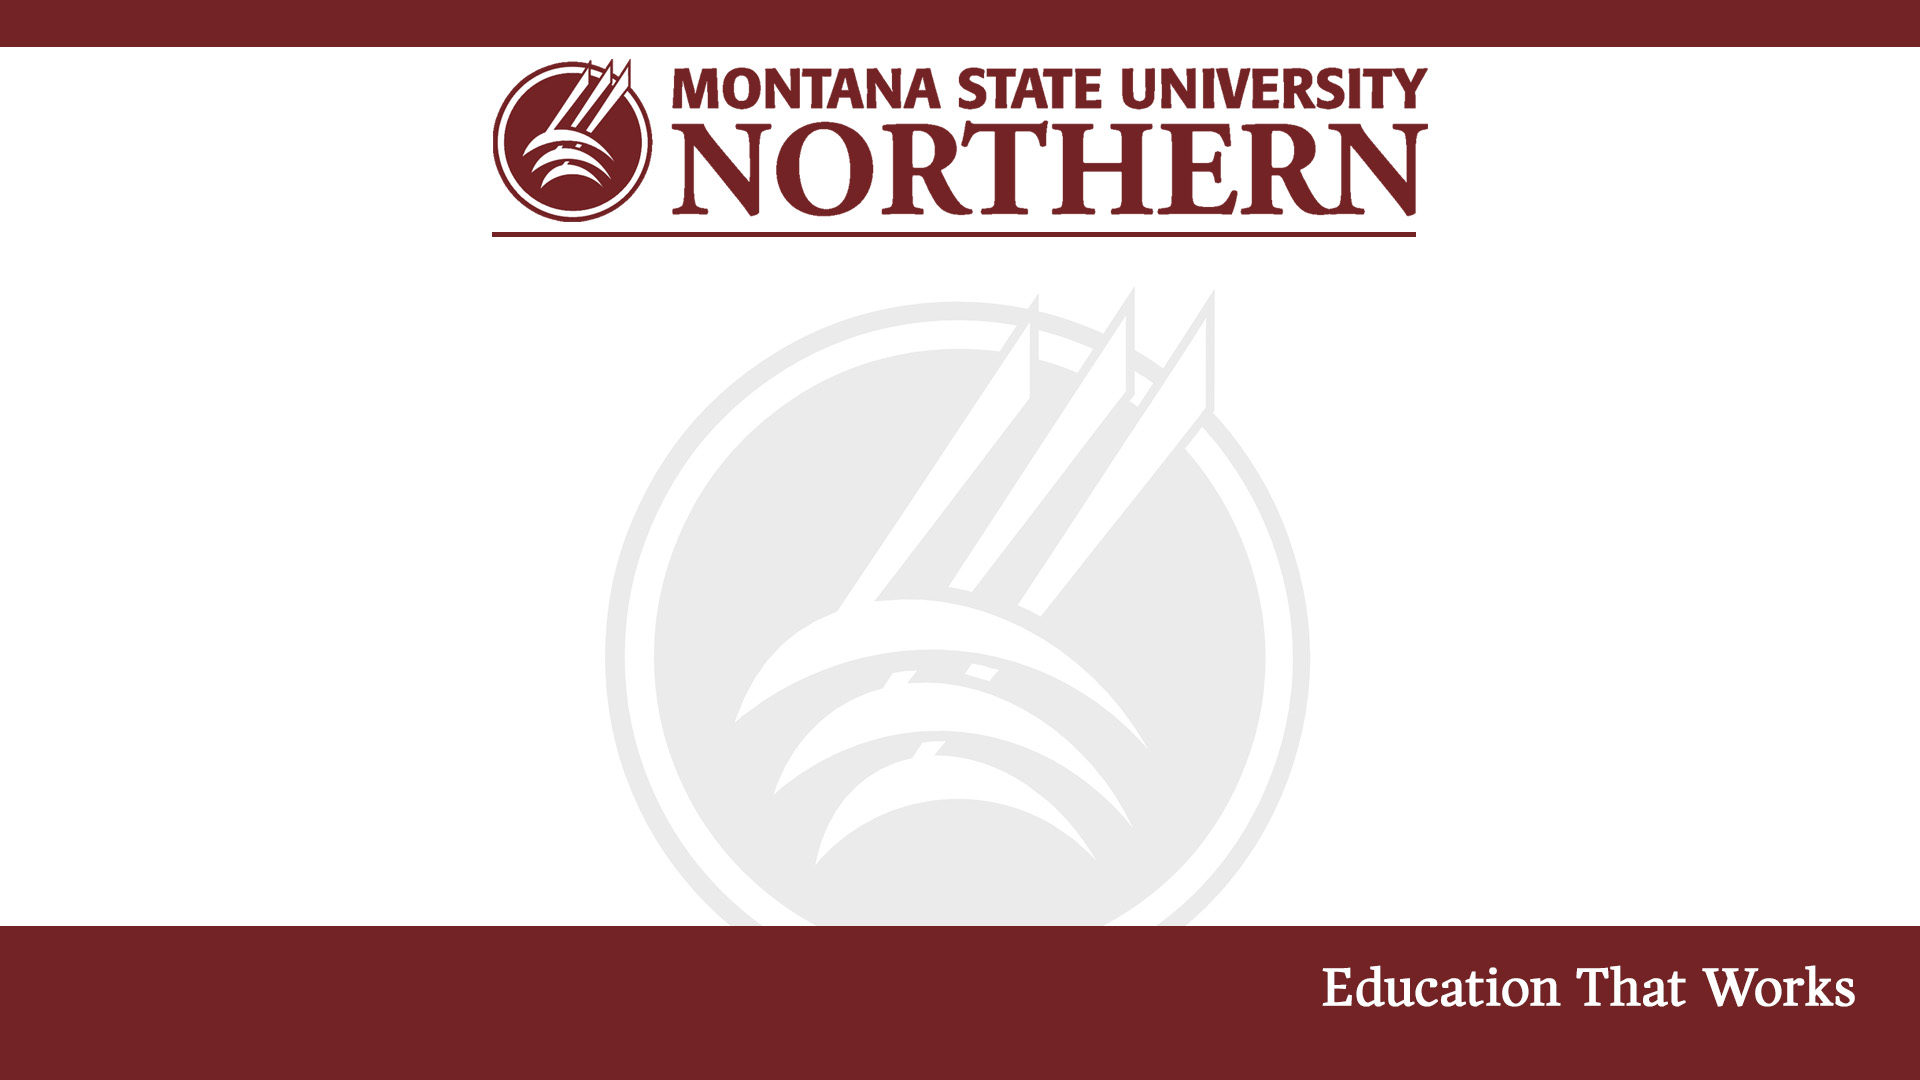 MONTANA STATE UNIVERSITY
NORTHERN
Education That Works